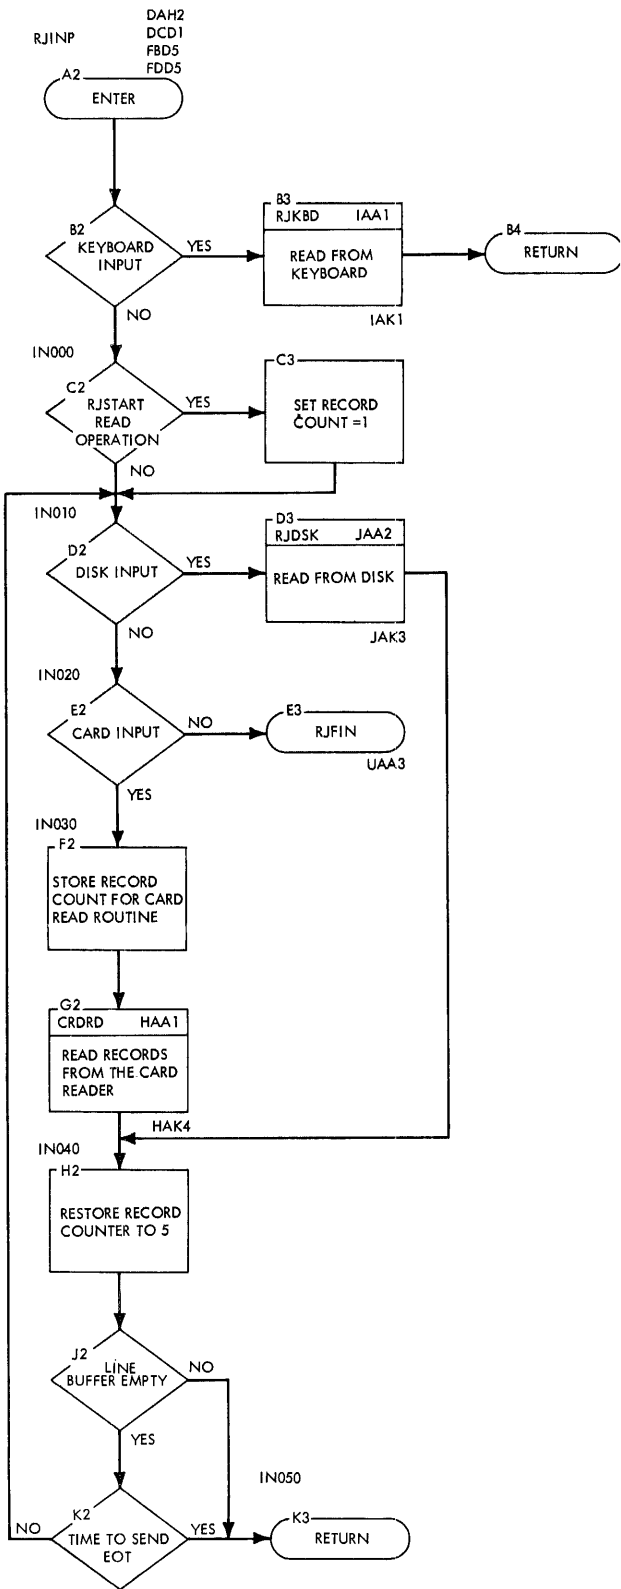 RJINP
DAH2
DCD1
FBD5
FDD5
A2
ENTER
B2
KEYBOARD
INPUT
YES
NO
B3
RJKBD IAA1
READ FROM
KEYBOARD
IAK1
B4
RETURN
IN000
C2
RJSTART
READ
OPERATION
YES
NO
C3
SET RECORD
COUNT =1
IN010
D2
DISK INPUT
YES
NO
D3
RJDSK JAA2
READ FROM DISK
JAK3
IN020
E2
CARD INPUT
NO
YES
E3
RJFIN
UAA3
IN030
F2
STORE RECORD
COUNT FOR CARD
READ ROUTINE
G2
CRDRD HAA1
READ RECORDS
FROM THE CARD
READER
HAK4
IN040
H2
RESTORE RECORD
COUNTER TO 5
J2
LINE
BUFFER EMPTY
NO
YES
IN050
K2
TIME TO SEND
EOT
NO
YES
K3
RETURN